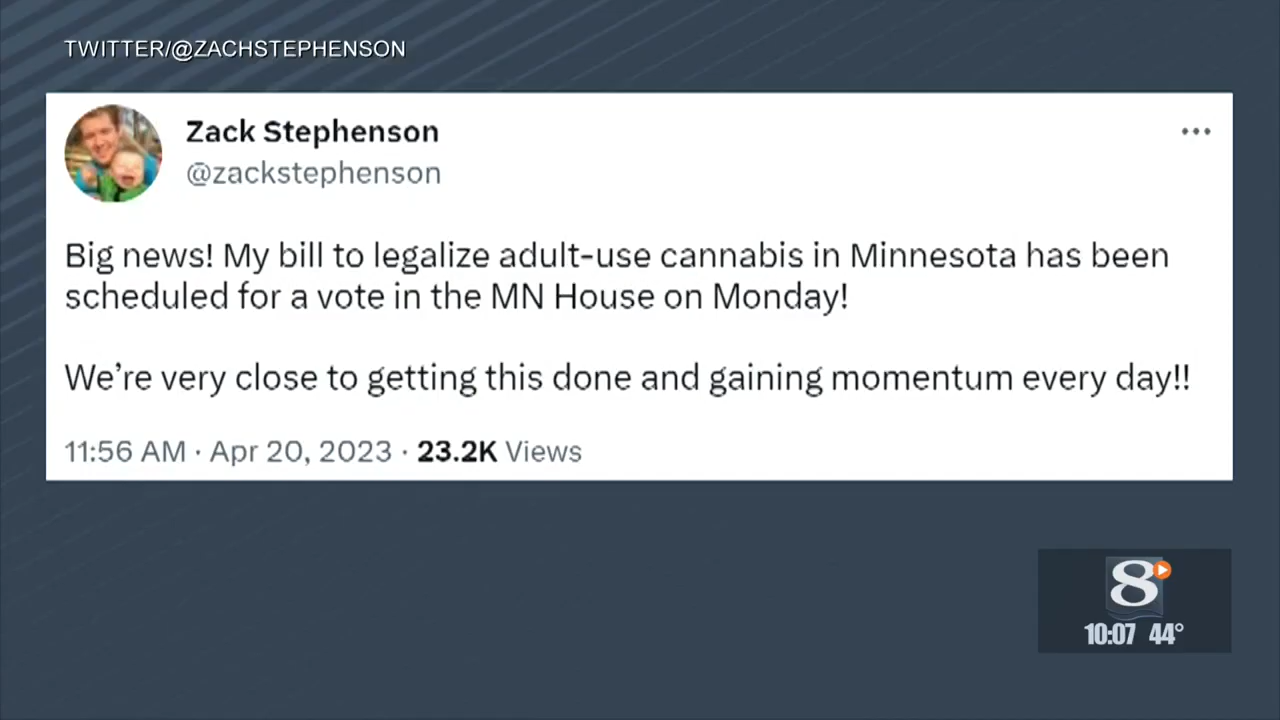 TWITTER/@ZACHSTEPHENSON
Zack Stephenson
@zackstephenson
Big news! My bill to legalize adult-use cannabis in Minnesota has been
scheduled for a vote in the MN House on Monday!
We’re very close to getting this done and gaining momentum every day!!
11:56 AM · Apr 20, 2023 · 23.2K Views
8
10:07 44°